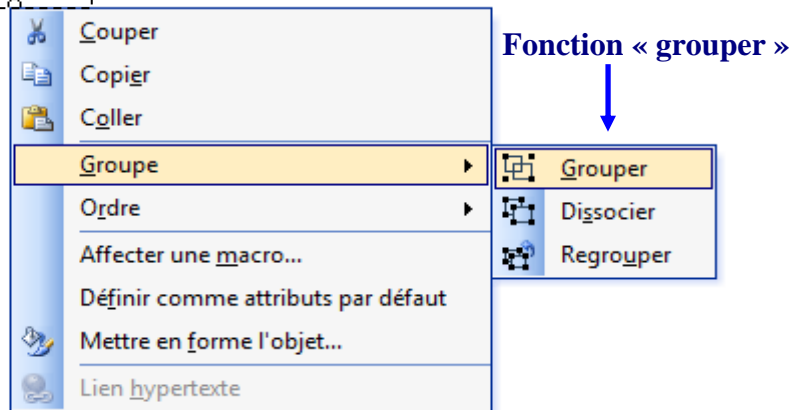 Couper
Copier
Coller
Groupe
Ordre
Affecter une macro...
Définir comme attributs par défaut
Mettre en forme l'objet...
Lien hypertexte
Fonction « grouper »
Grouper
Dissocier
Regrouper